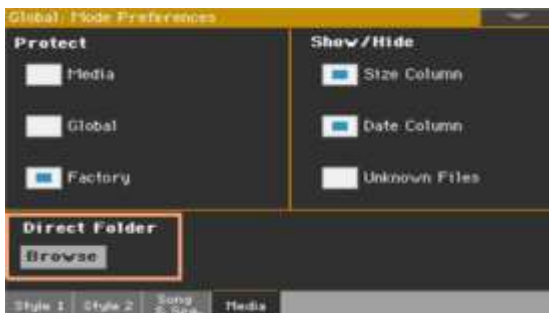 Global: Mode Preferences
Protect
Media
Global
Factory
Show/Hide
Size Column
Date Column
Unknown Files
Direct Folder
Browse
Style 1
Style 2
Song
& Seq.
Media